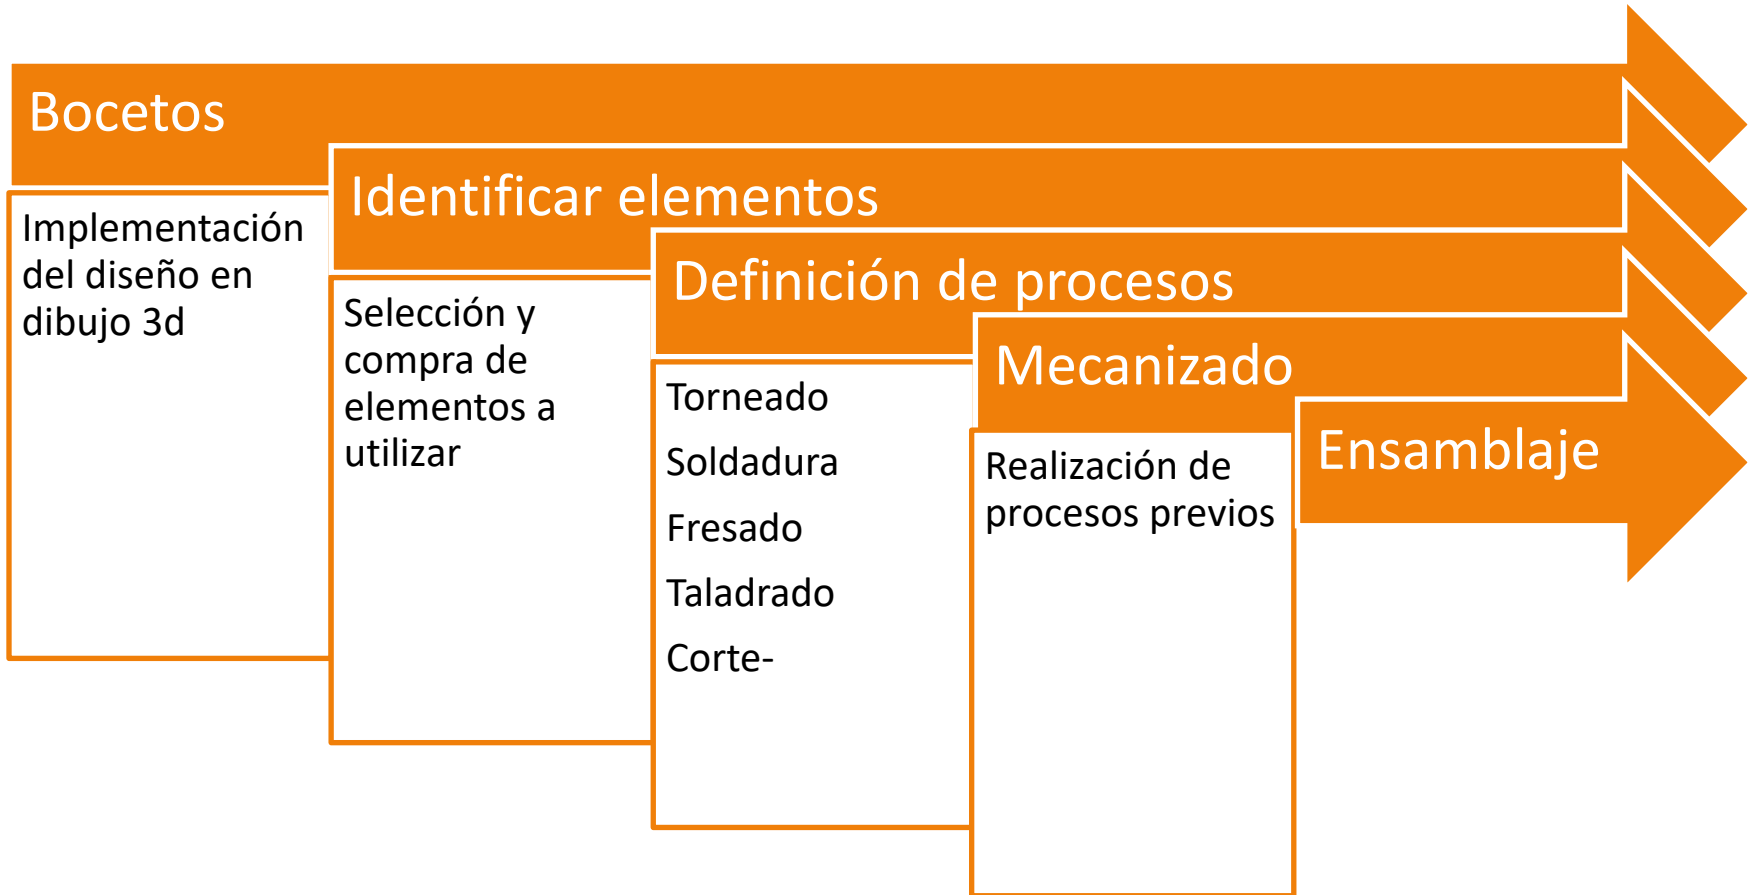 Bocetos
Implementación
del diseño en
dibujo 3d
Identificar elementos
Selección y
compra de
elementos a
utilizar
Definición de procesos
Torneado
Soldadura
Fresado
Taladrado
Corte-
Mecanizado
Realización de
procesos previos
Ensamblaje